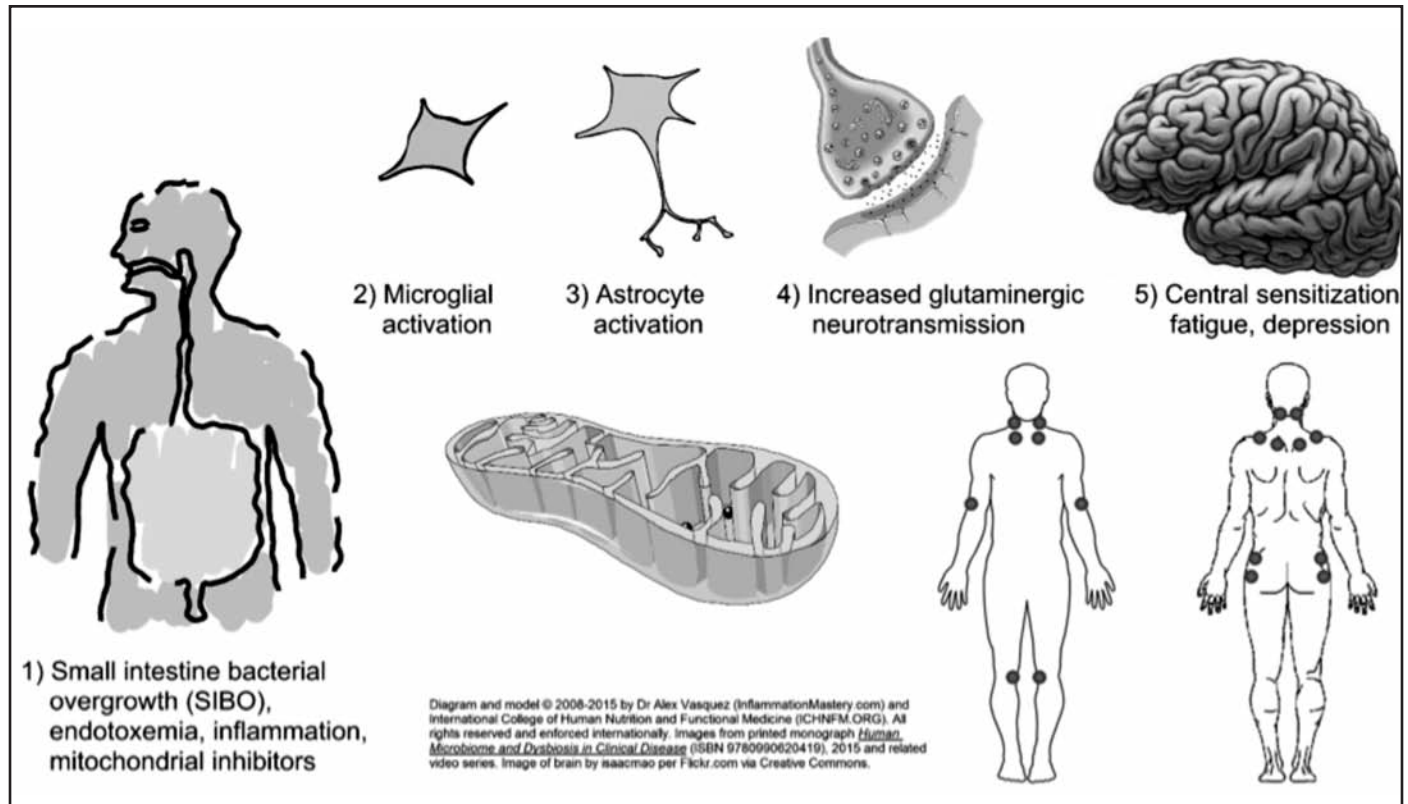 2) Microglial
activation
3) Astrocyte
activation
4) Increased glutaminergic
neurotransmission
5) Central sensitization
fatigue, depression
1) Small intestine bacterial
overgrowth (SIBO),
endotoxemia, inflammation,
mitochondrial inhibitors
Diagram and model © 2008-2015 by Dr Alex Vasquez (InflammationMastery.com) and
International College of Human Nutrition and Functional Medicine (ICHNFM.ORG). All
rights reserved and enforced internationally. Images from printed monograph Human
Microbiome and Dysbiosis in Clinical Disease (ISBN 9780990620419), 2015 and related
video series. Image of brain by isaacmao per Flickr.com via Creative Commons.